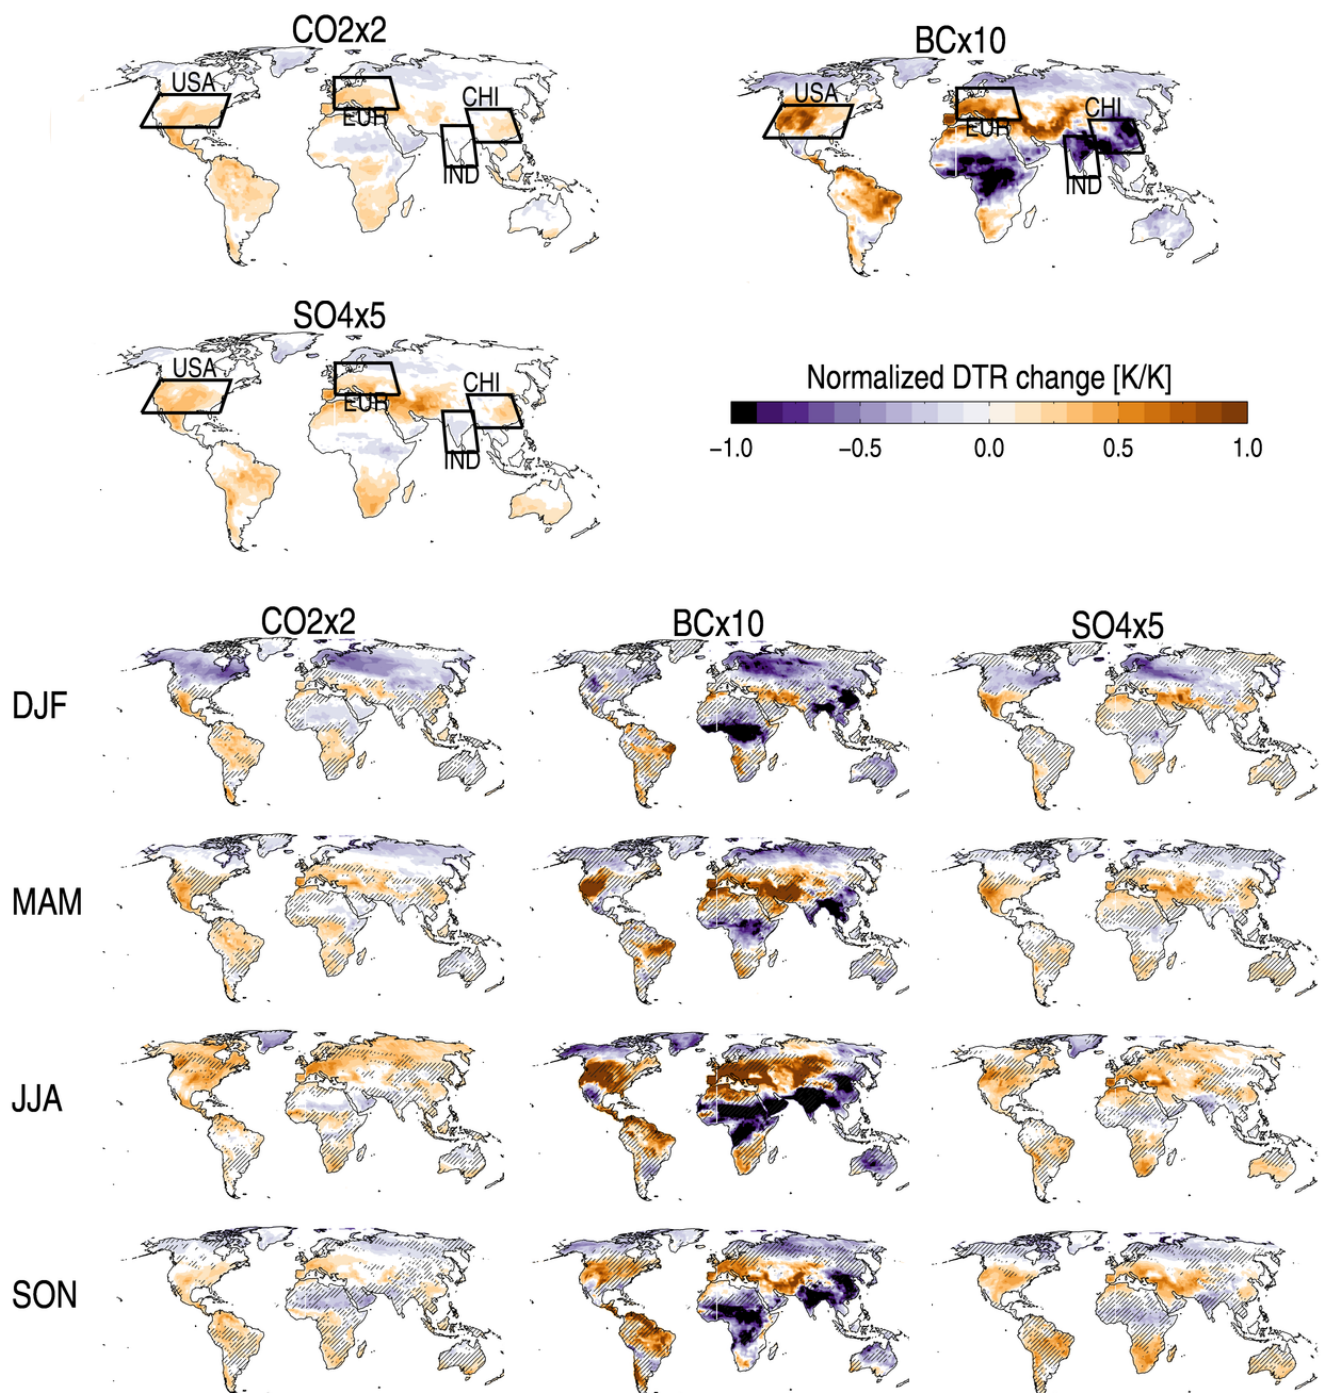 CO2x2
USA
EUR
CHI
IND
BCx10
USA
EUR
CHI
IND
SO4x5
USA
EUR
CHI
IND
Normalized DTR change [K/K]
−1.0 −0.5 0.0 0.5 1.0
CO2x2 BCx10 SO4x5
DJF
MAM
JJA
SON